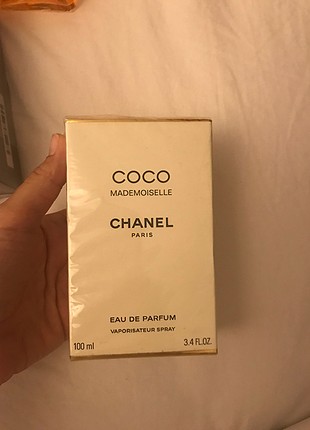 COCO
MADEMOISELLE
CHANEL
PARIS
EAU DE PARFUM
VAPORISATEUR SPRAY
100 ml 3.4 FL.OZ.